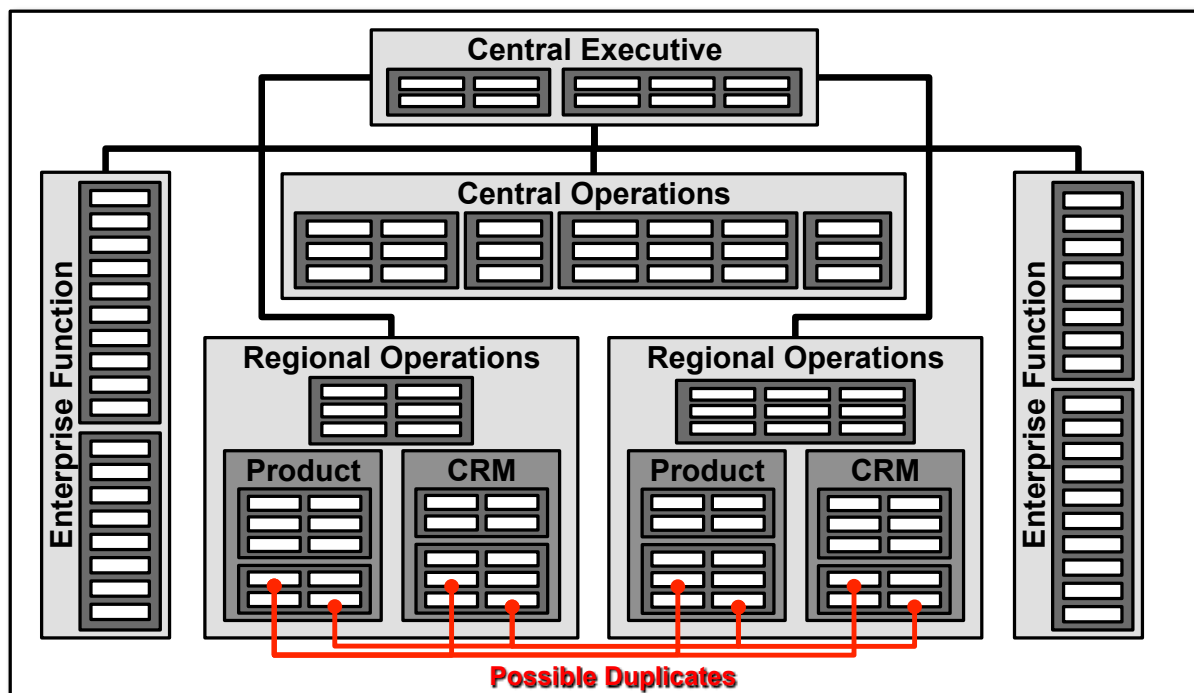 Central Executive
Central Operations
Enterprise Function
Enterprise Function
Regional Operations
Regional Operations
Product
CRM
Product
CRM
Possible Duplicates